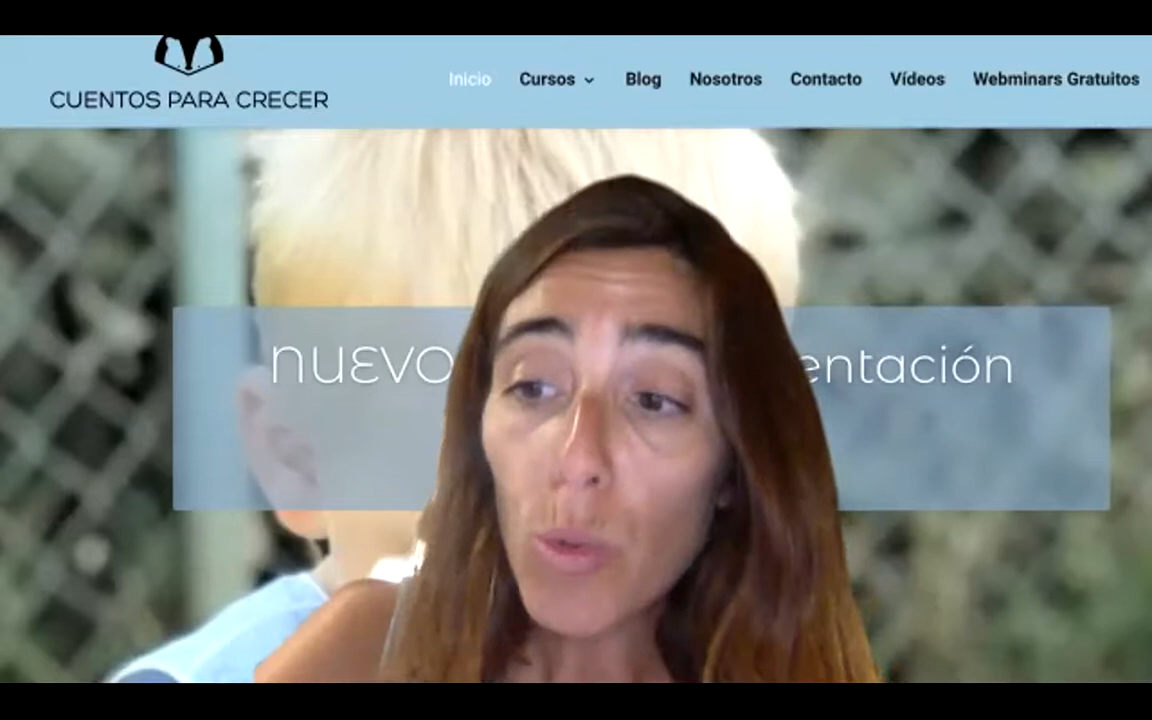 CUENTOS PARA CRECER
Inicio Cursos Blog Nosotros Contacto Vídeos Webminars Gratuitos
nuevo entación